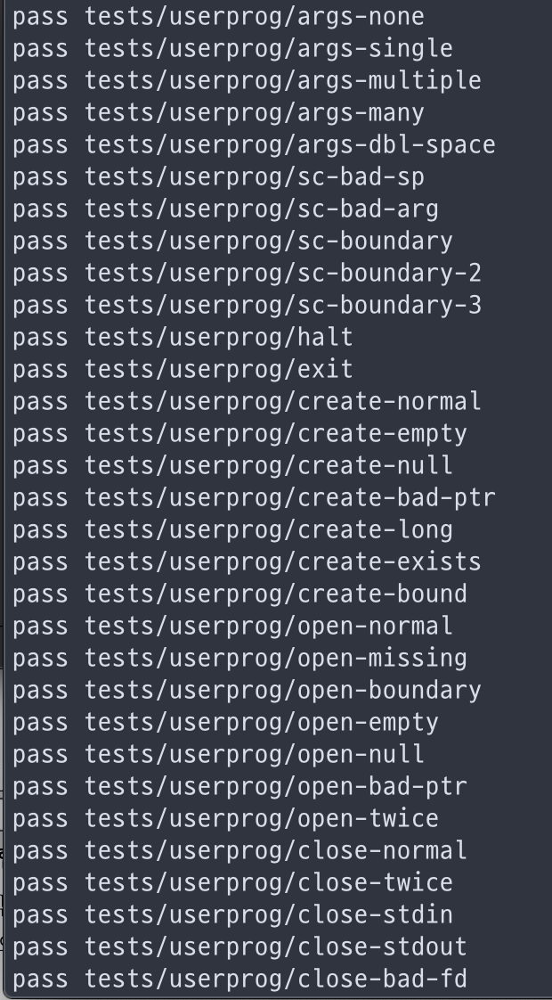 pass tests/userprog/args-none
pass tests/userprog/args-single
pass tests/userprog/args-multiple
pass tests/userprog/args-many
pass tests/userprog/args-dbl-space
pass tests/userprog/sc-bad-sp
pass tests/userprog/sc-bad-arg
pass tests/userprog/sc-boundary
pass tests/userprog/sc-boundary-2
pass tests/userprog/sc-boundary-3
pass tests/userprog/halt
pass tests/userprog/exit
pass tests/userprog/create-normal
pass tests/userprog/create-empty
pass tests/userprog/create-null
pass tests/userprog/create-bad-ptr
pass tests/userprog/create-long
pass tests/userprog/create-exists
pass tests/userprog/create-bound
pass tests/userprog/open-normal
pass tests/userprog/open-missing
pass tests/userprog/open-boundary
pass tests/userprog/open-empty
pass tests/userprog/open-null
pass tests/userprog/open-bad-ptr
pass tests/userprog/open-twice
pass tests/userprog/close-normal
pass tests/userprog/close-twice
pass tests/userprog/close-stdin
pass tests/userprog/close-stdout
pass tests/userprog/close-bad-fd